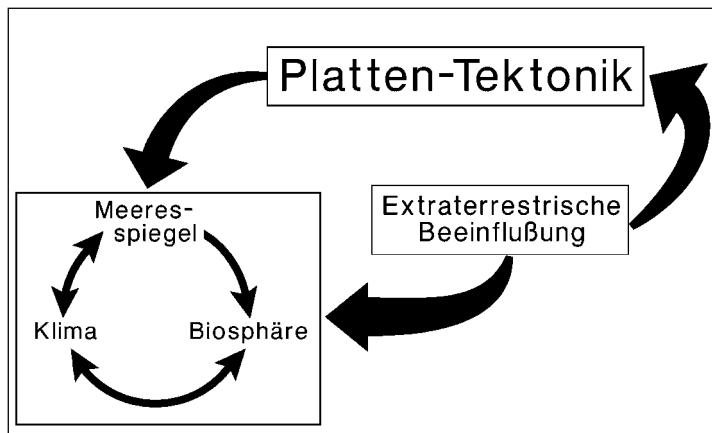 Platten-Tektonik
Extraterrestrische
Beeinflußung
Meeres-
spiegel
Klima
Biosphäre